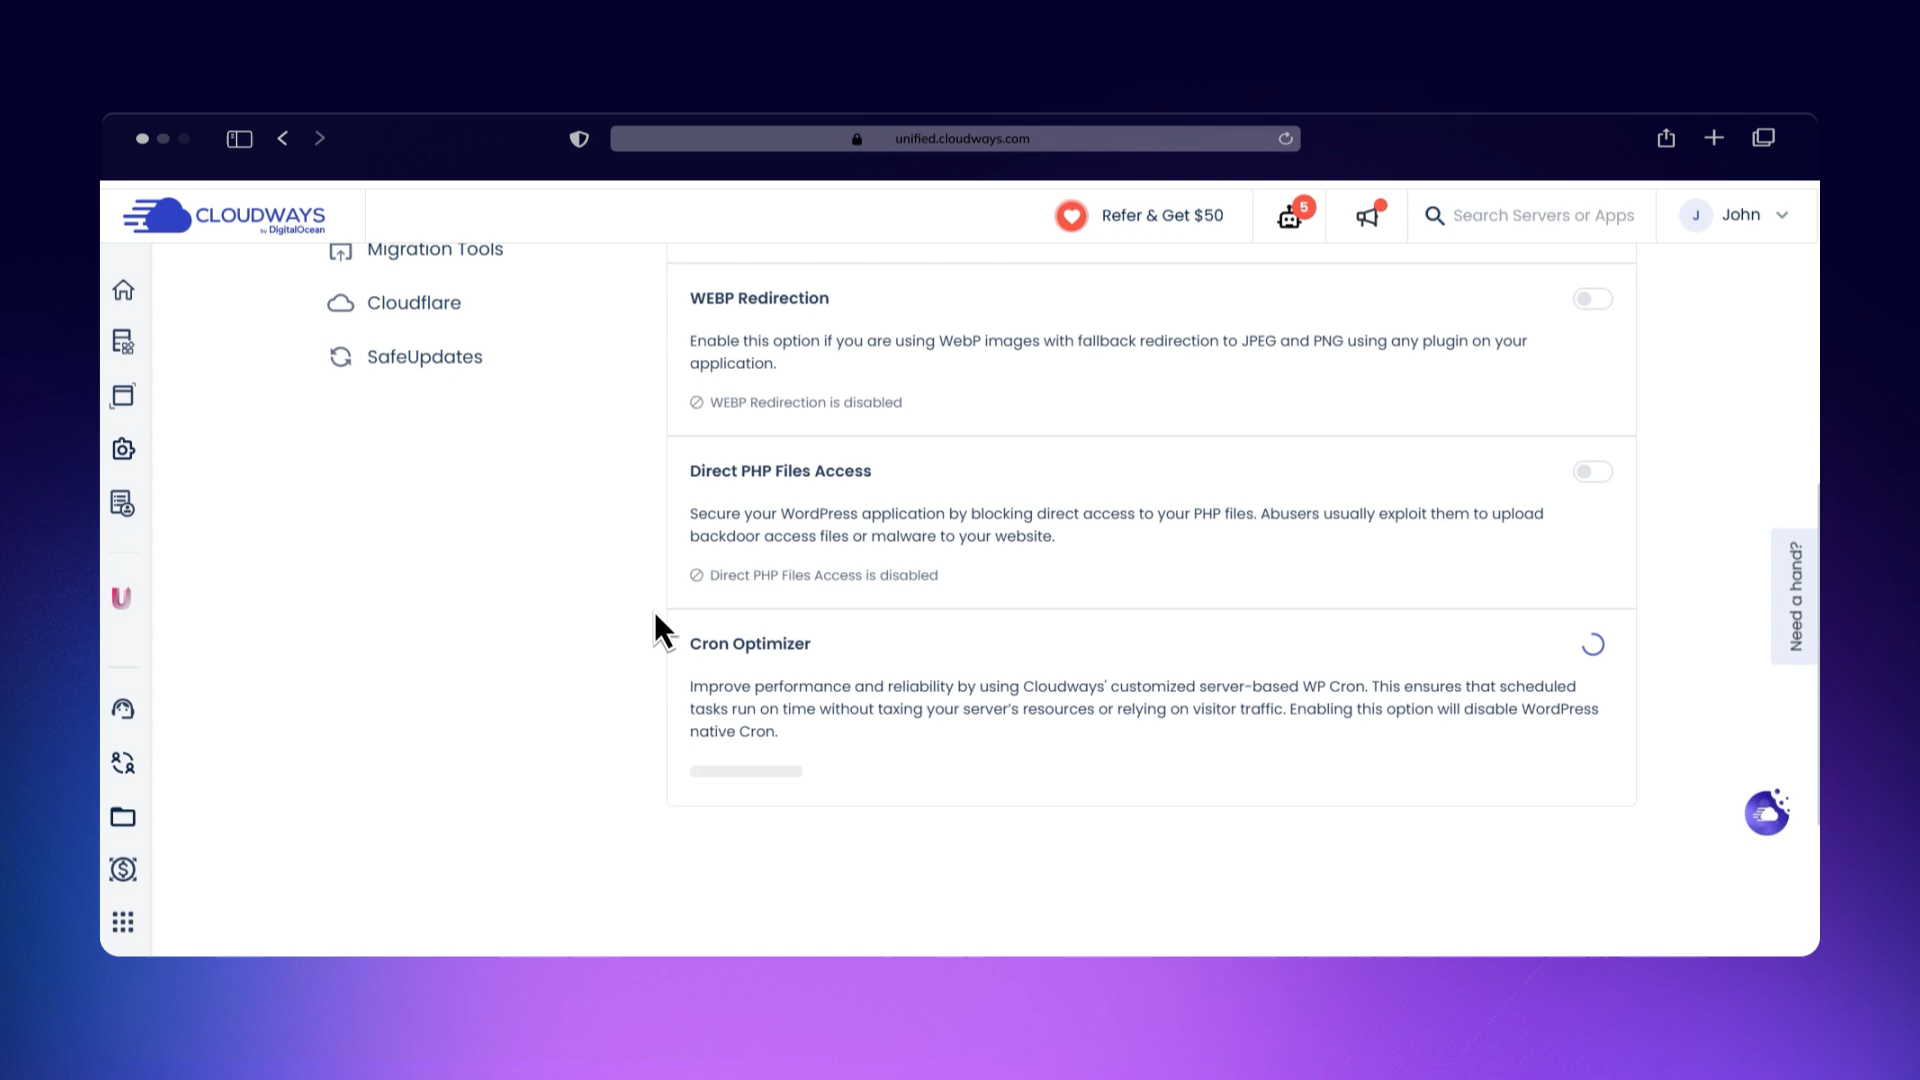 unified.cloudways.com
CLOUDWAYS
by DigitalOcean
Refer & Get $50
5
Search Servers or Apps
J
John
Migration Tools
Cloudflare
SafeUpdates
WEBP Redirection
Enable this option if you are using WebP images with fallback redirection to JPEG and PNG using any plugin on your
application.
WEBP Redirection is disabled
Direct PHP Files Access
Secure your WordPress application by blocking direct access to your PHP files. Abusers usually exploit them to upload
backdoor access files or malware to your website.
Direct PHP Files Access is disabled
Cron Optimizer
Improve performance and reliability by using Cloudways' customized server-based WP Cron. This ensures that scheduled
tasks run on time without taxing your server’s resources or relying on visitor traffic. Enabling this option will disable WordPress
native Cron.
U
Need a hand?